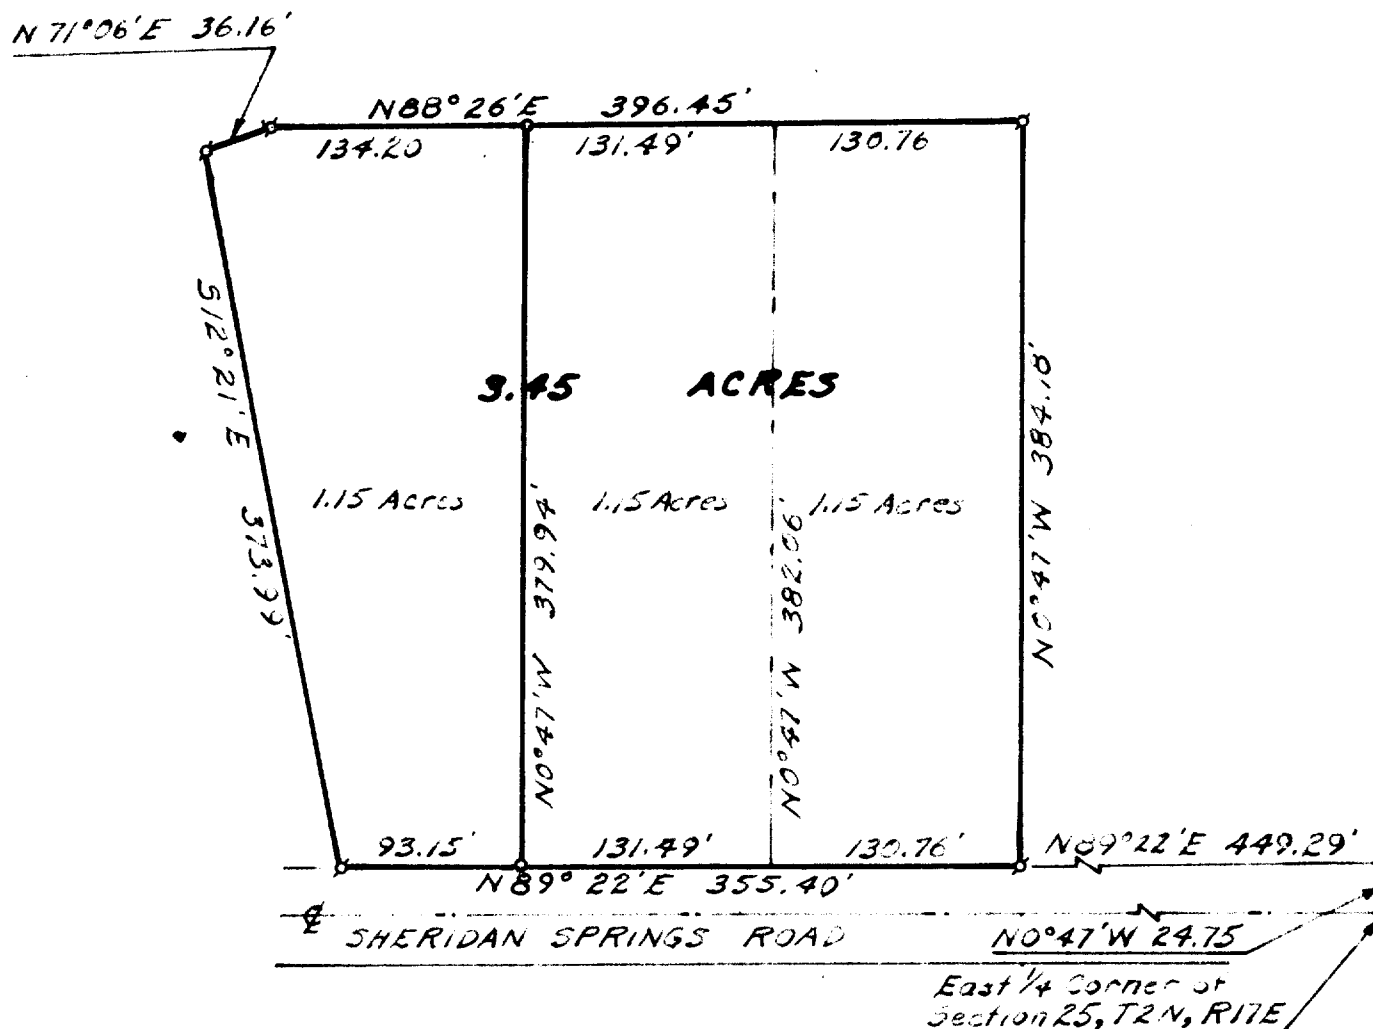 N 71°06'E 36.16'
N88°26'E 396.45'
134.20 131.49' 130.76
S12°21'E 373.99'
3.45 ACRES
1.15 Acres 1.15 Acres 1.15 Acres
N0°47'W 379.94'
N0°47'W 382.06'
N0°47'W 384.18'
93.15' 131.49' 130.76'
N89°22'E 449.29'
N89°22'E 355.40'
℄ SHERIDAN SPRINGS ROAD
N0°47'W 24.75
East 1/4 Corner of
Section 25, T2N, R17E